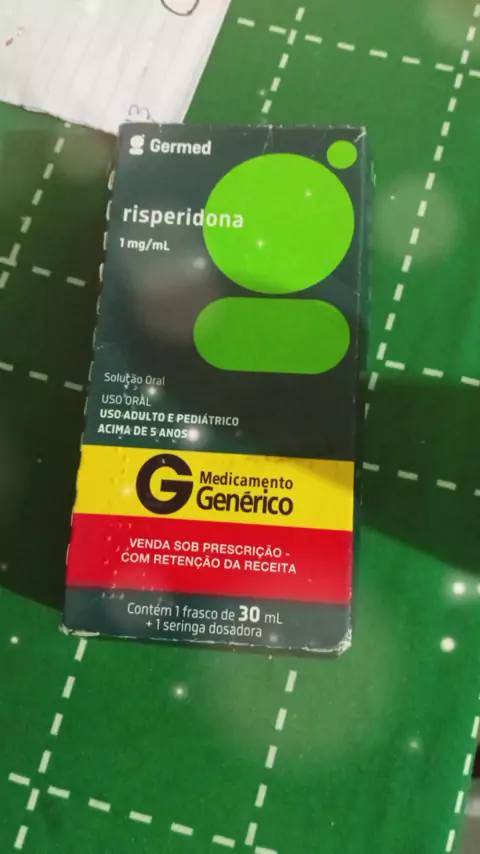 Germed
risperidona
1 mg/mL
Solução Oral
USO ORAL
USO ADULTO E PEDIÁTRICO
ACIMA DE 5 ANOS
G Medicamento
Genérico
VENDA SOB PRESCRIÇÃO -
COM RETENÇÃO DA RECEITA
Contém 1 frasco de 30 mL
+ 1 seringa dosadora